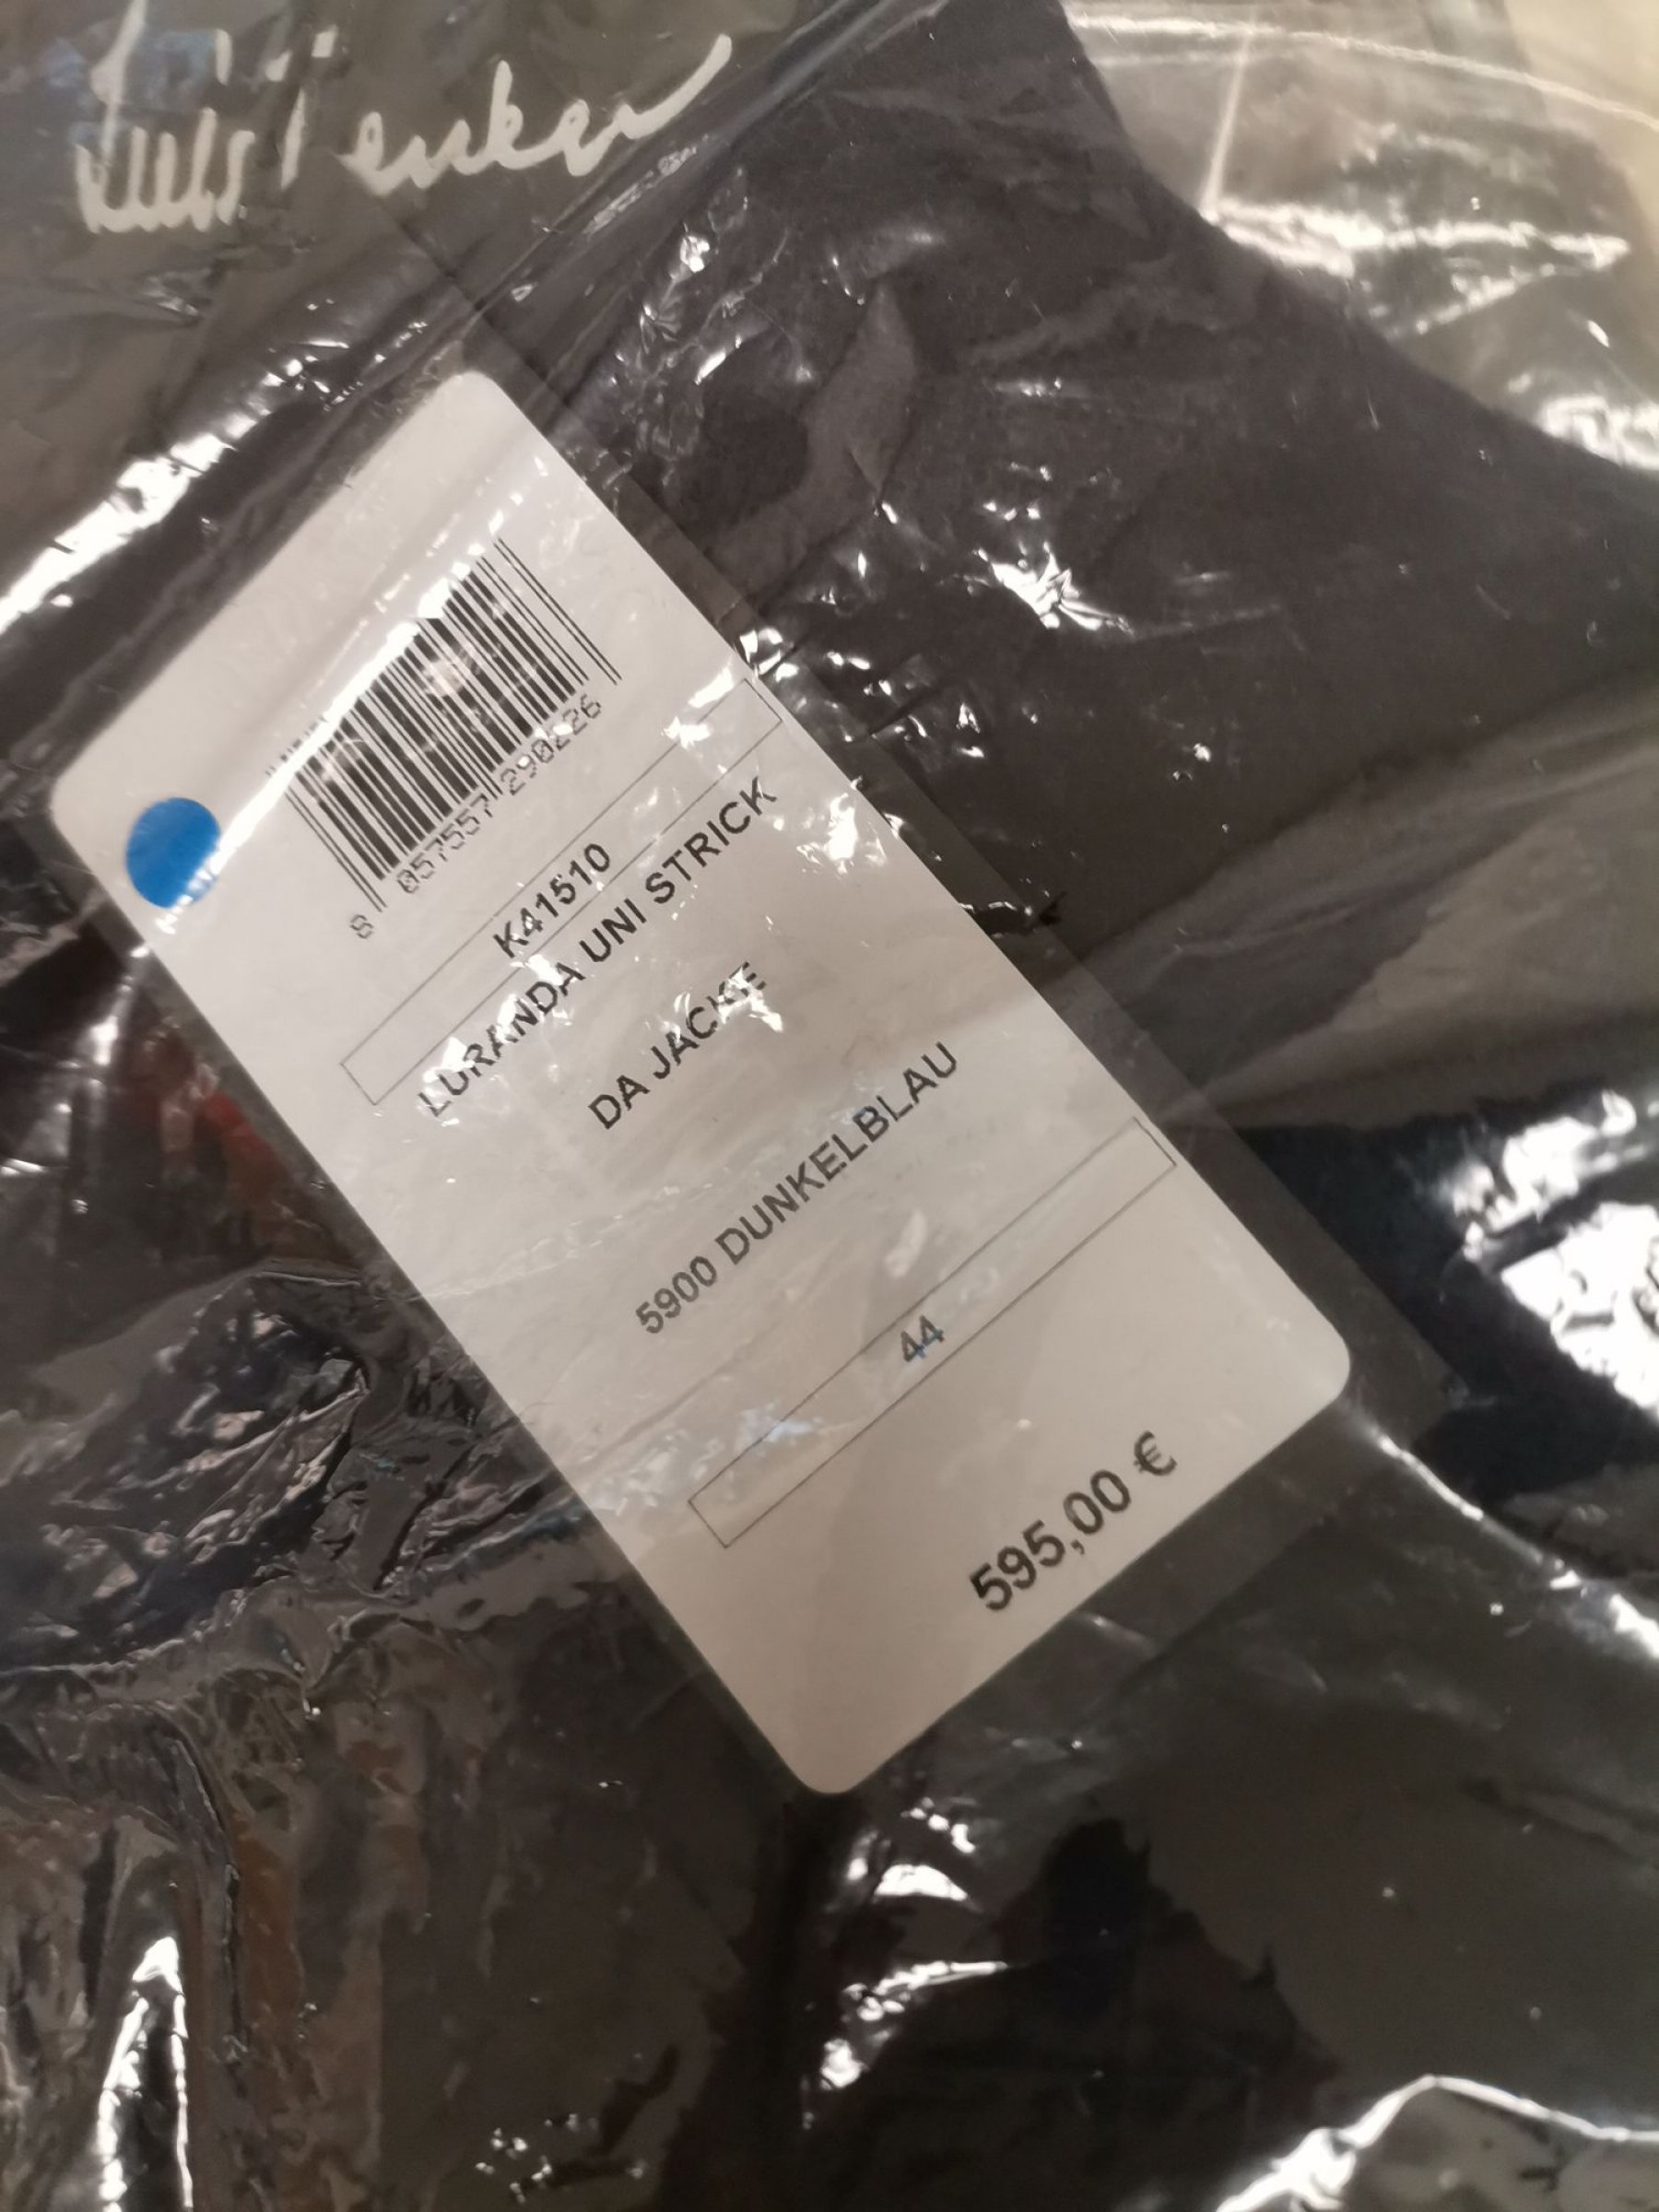 8 057557 290226
K41510
LURANDA UNI STRICK
DA JACKE
5900 DUNKELBLAU
44
595,00 €